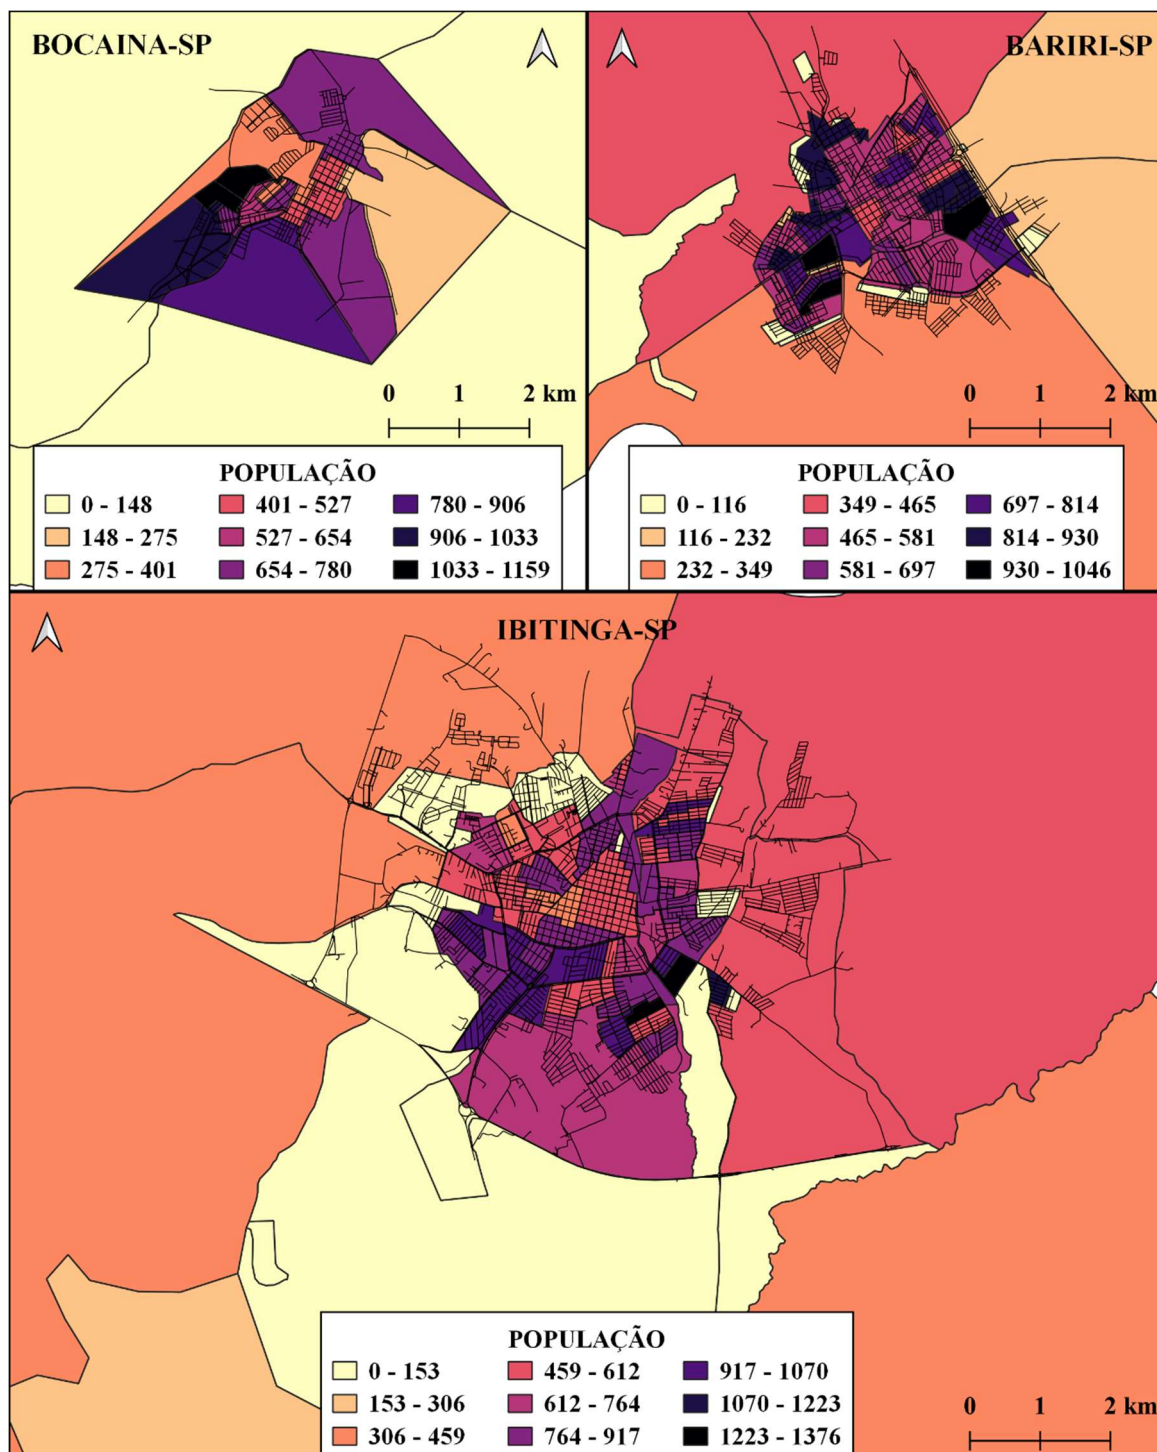 BOCAINA-SP
0 1 2 km
POPULAÇÃO
0 - 148 401 - 527 780 - 906
148 - 275 527 - 654 906 - 1033
275 - 401 654 - 780 1033 - 1159
BARIRI-SP
0 1 2 km
POPULAÇÃO
0 - 116 349 - 465 697 - 814
116 - 232 465 - 581 814 - 930
232 - 349 581 - 697 930 - 1046
IBITINGA-SP
POPULAÇÃO
0 - 153 459 - 612 917 - 1070
153 - 306 612 - 764 1070 - 1223
306 - 459 764 - 917 1223 - 1376
0 1 2 km